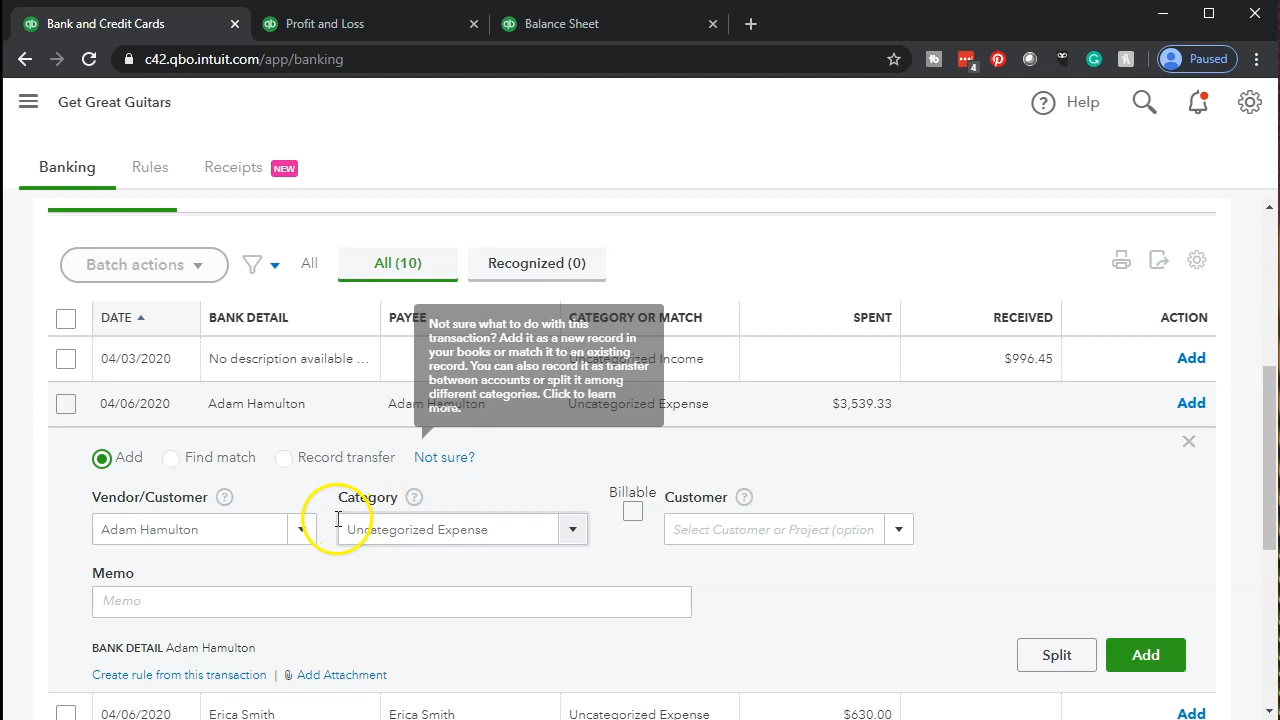 Bank and Credit Cards
Profit and Loss
Balance Sheet
c42.qbo.intuit.com/app/banking
4
Paused
Get Great Guitars
Help
Banking
Rules
Receipts NEW
Batch actions
All
All (10)
Recognized (0)
DATE BANK DETAIL PAYEE CATEGORY OR MATCH SPENT RECEIVED ACTION
04/03/2020 No description available ... Income $996.45 Add
Not sure what to do with this
transaction? Add it as a new record in
your books or match it to an existing
record. You can also record it as transfer
between accounts or split it among
different categories. Click to learn
more.
04/06/2020 Adam Hamulton Adam Hamulton Uncategorized Expense $3,539.33 Add
Add Find match Record transfer Not sure?
Vendor/Customer Category Billable Customer
Adam Hamulton Uncategorized Expense Select Customer or Project (option
Memo
Memo
BANK DETAIL Adam Hamulton
Create rule from this transaction | Add Attachment
Split Add
04/06/2020 Erica Smith Erica Smith Uncategorized Expense $630.00 Add